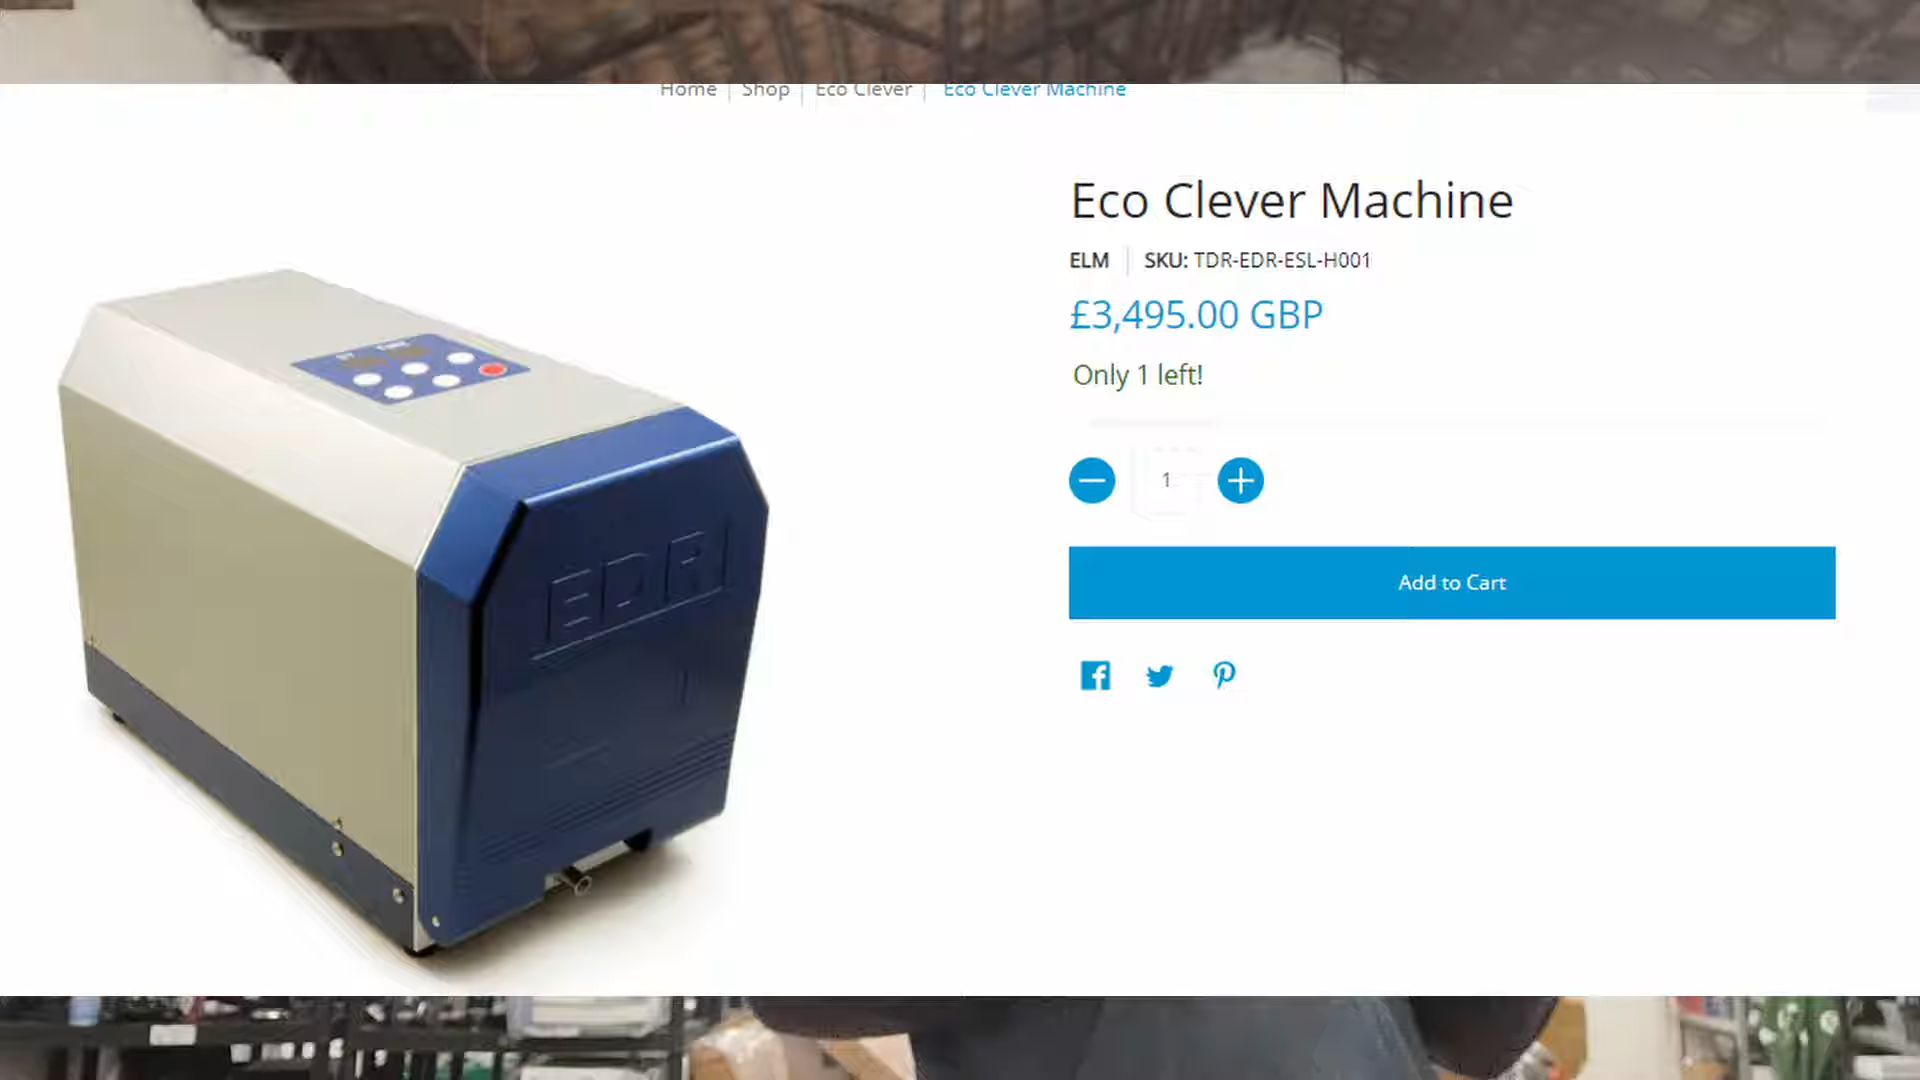 Home | Shop | Eco Clever | Eco Clever Machine
Eco Clever Machine
ELM | SKU: TDR-EDR-ESL-H001
£3,495.00 GBP
Only 1 left!
1
Add to Cart
EDRI